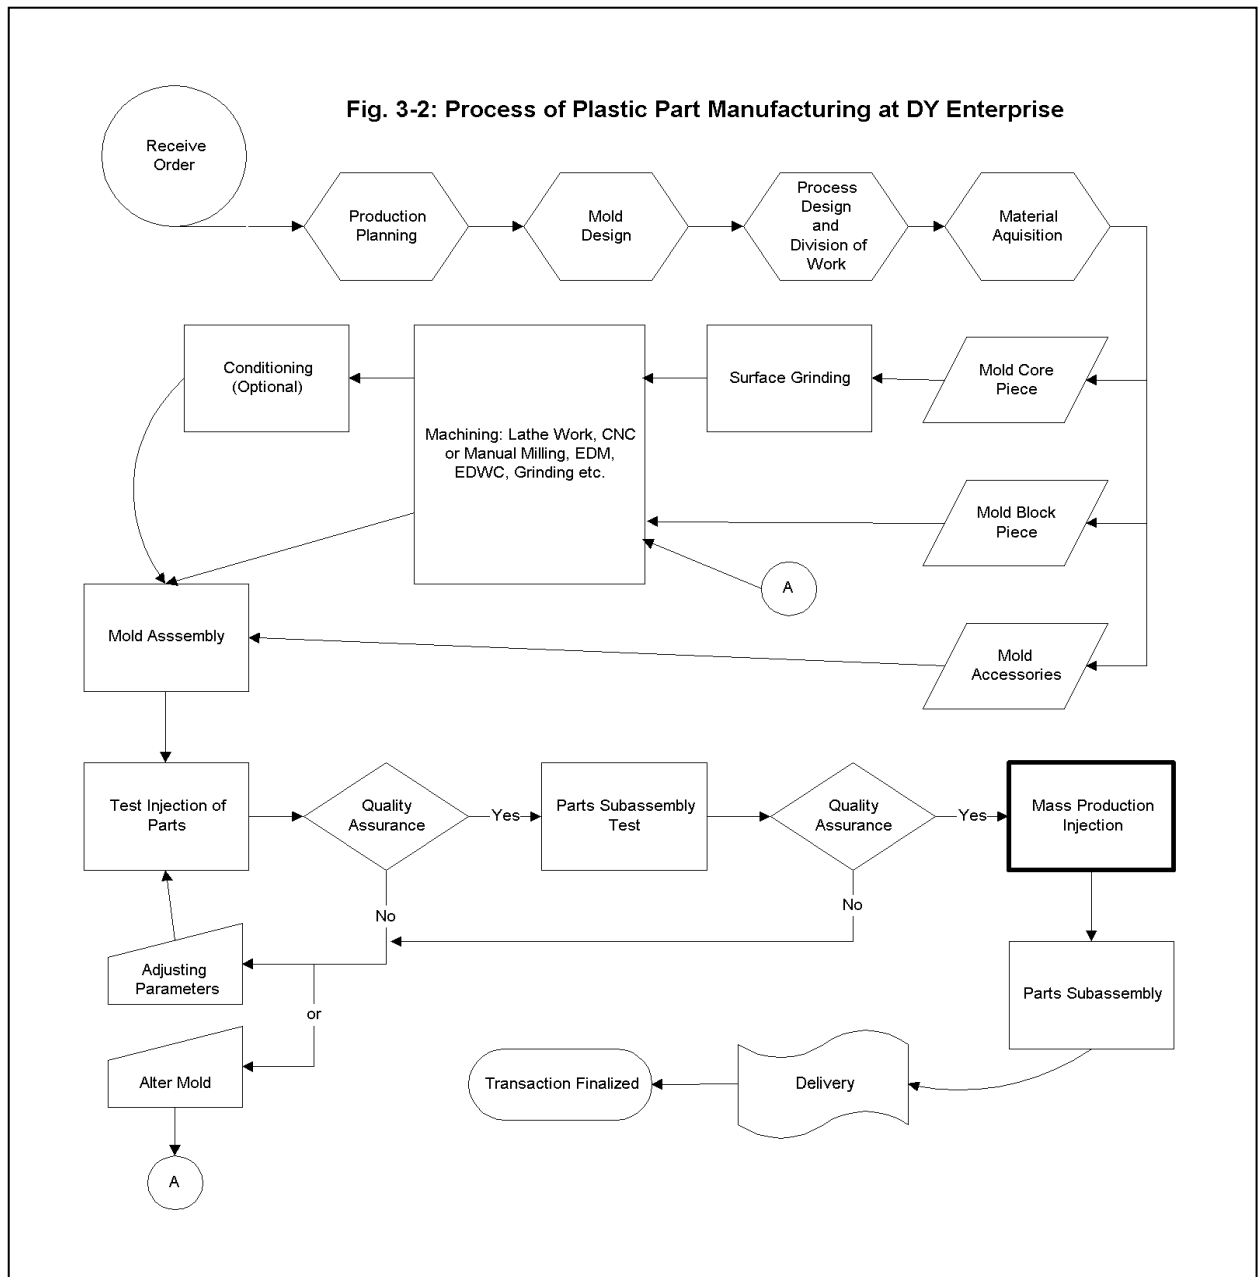 Fig. 3-2: Process of Plastic Part Manufacturing at DY Enterprise
Receive
Order
Production
Planning
Mold
Design
Process
Design
and
Division of
Work
Material
Aquisition
Conditioning
(Optional)
Machining: Lathe Work, CNC
or Manual Milling, EDM,
EDWC, Grinding etc.
Surface Grinding
Mold Core
Piece
Mold Block
Piece
A
Mold Asssembly
Mold
Accessories
Test Injection of
Parts
Quality
Assurance
Yes
Parts Subassembly
Test
Quality
Assurance
Yes
Mass Production
Injection
No
No
Adjusting
Parameters
or
Parts Subassembly
Alter Mold
Transaction Finalized
Delivery
A